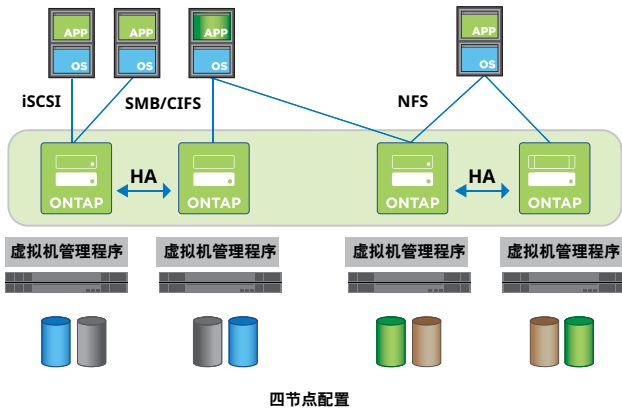 APP
APP
APP
APP
OS
OS
OS
OS
iSCSI
SMB/CIFS
NFS
HA
HA
ONTAP
ONTAP
ONTAP
ONTAP
虚拟机管理程序
虚拟机管理程序
虚拟机管理程序
虚拟机管理程序
四节点配置